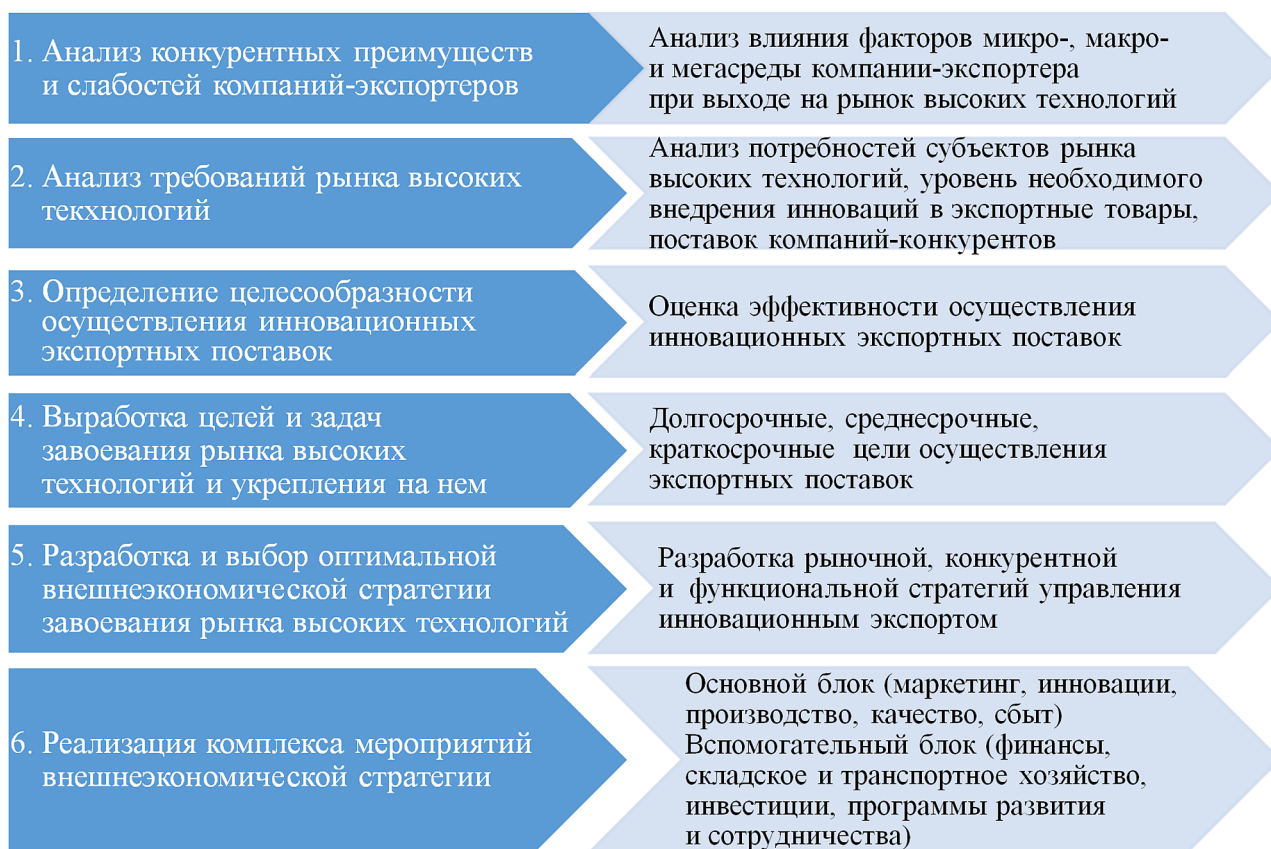 1. Анализ конкурентных преимуществ
и слабостей компаний-экспортеров
Анализ влияния факторов микро-, макро-
и мегасреды компании-экспортера
при выходе на рынок высоких технологий
2. Анализ требований рынка высоких
текхнологий
Анализ потребностей субъектов рынка
высоких технологий, уровень необходимого
внедрения инноваций в экспортные товары,
поставок компаний-конкурентов
3. Определение целесообразности
осуществления инновационных
экспортных поставок
Оценка эффективности осуществления
инновационных экспортных поставок
4. Выработка целей и задач
завоевания рынка высоких
технологий и укрепления на нем
Долгосрочные, среднесрочные,
краткосрочные цели осуществления
экспортных поставок
5. Разработка и выбор оптимальной
внешнеэкономической стратегии
завоевания рынка высоких технологий
Разработка рыночной, конкурентной
и функциональной стратегий управления
инновационным экспортом
6. Реализация комплекса мероприятий
внешнеэкономической стратегии
Основной блок (маркетинг, инновации,
производство, качество, сбыт)
Вспомогательный блок (финансы,
складское и транспортное хозяйство,
инвестиции, программы развития
и сотрудничества)